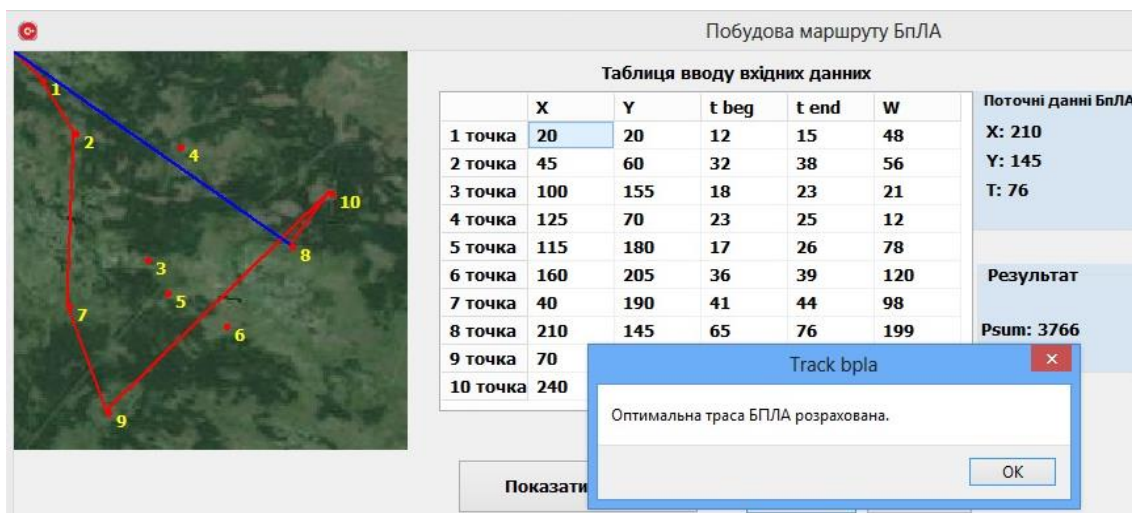 Побудова маршруту БпЛА
1
2
4
10
8
3
5
7
6
9
Таблиця вводу вхідних данних
X Y t beg t end W
1 точка 20 20 12 15 48
2 точка 45 60 32 38 56
3 точка 100 155 18 23 21
4 точка 125 70 23 25 12
5 точка 115 180 17 26 78
6 точка 160 205 36 39 120
7 точка 40 190 41 44 98
8 точка 210 145 65 76 199
9 точка 70
10 точка 240
Поточні данні БпЛА
X: 210
Y: 145
T: 76
Результат
Psum: 3766
Track bpla
Оптимальна траса БПЛА розрахована.
OK
Показати